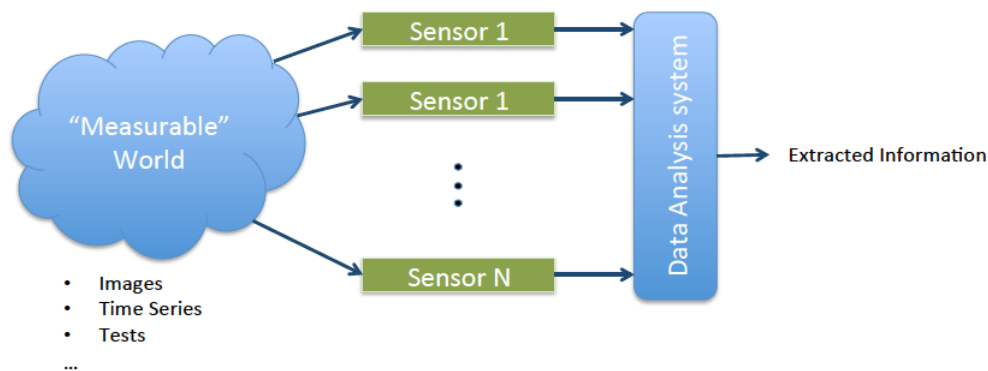 Sensor 1
Sensor 1
“Measurable”
World
Data Analysis system
Extracted Information
Sensor N
• Images
• Time Series
• Tests
...